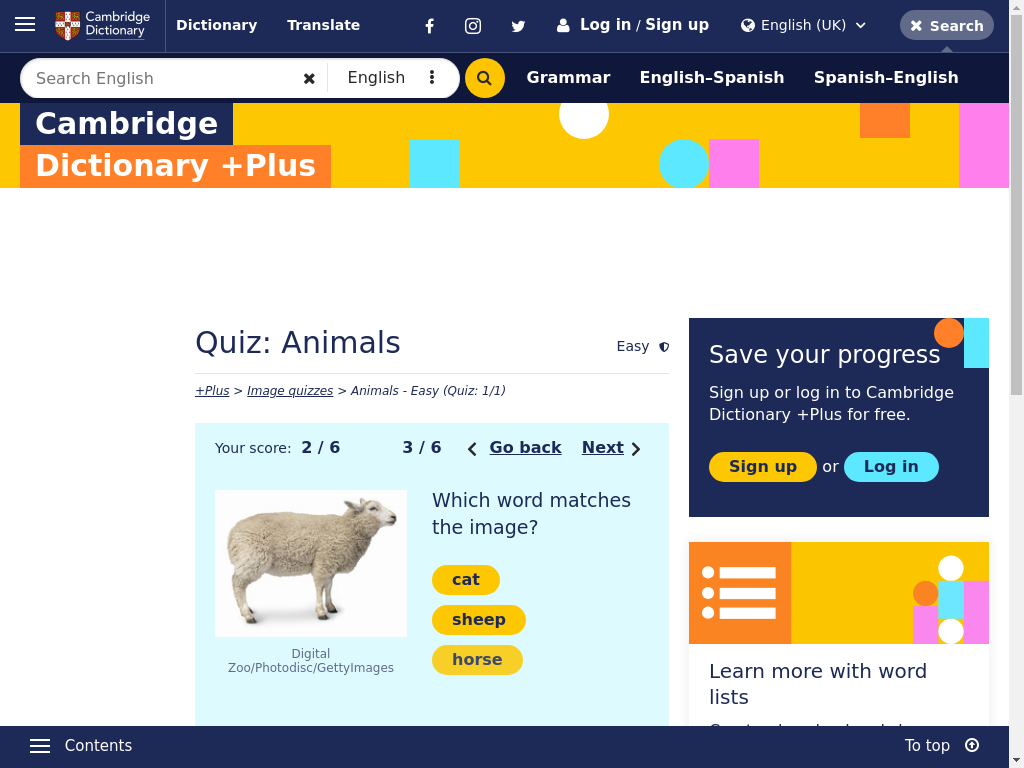 Cambridge
Dictionary
Dictionary
Translate
Log in / Sign up
English (UK)
Search
Search English
English
Grammar
English–Spanish
Spanish–English
Cambridge
Dictionary +Plus
Quiz: Animals
Easy
+Plus > Image quizzes > Animals - Easy (Quiz: 1/1)
Your score: 2 / 6
3 / 6
Go back
Next
Which word matches
the image?
cat
sheep
horse
Digital
Zoo/Photodisc/GettyImages
Save your progress
Sign up or log in to Cambridge
Dictionary +Plus for free.
Sign up or Log in
Learn more with word
lists
Contents
To top